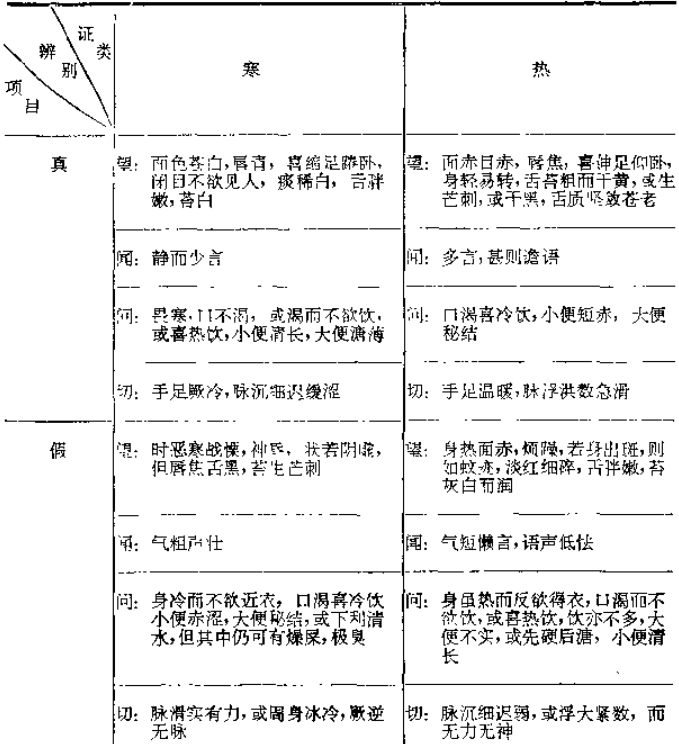 证类
辨别
项目
寒
热
真
望：面色苍白，唇青，喜缩足踡卧，
闭目不欲见人，痰稀白，舌胖
嫩，苔白
闻：静而少言
问：畏寒，口不渴，或渴而不欲饮，
或喜热饮，小便清长，大便溏薄
切：手足厥冷，脉沉细迟缓涩
望：面赤目赤，唇焦，喜伸足仰卧，
身轻易转，舌苔粗而干黄，或生
芒刺，或干黑，舌质坚敛苍老
闻：多言，甚则谵语
问：口渴喜冷饮，小便短赤，大便
秘结
切：手足温暖，脉浮洪数急滑
假
望：时恶寒战慄，神昏，状若阴证，
但唇焦舌黑，苔生芒刺
闻：气粗声壮
问：身冷而不欲近衣，口渴喜冷饮
小便赤涩，大便秘结，或下利清
水，但其中仍可有燥屎，极臭
切：脉滑实有力，或周身冰冷，厥逆
无脉
望：身热面赤，烦躁，若身出斑，则
如蚊迹，淡红细碎，舌胖嫩，苔
灰白而润
闻：气短懒言，语声低怯
问：身虽热而反欲得衣，口渴而不
欲饮，或喜热饮，饮亦不多，大
便不实，或先硬后溏，小便清
长
切：脉沉细迟弱，或浮大紧数，而
无力无神